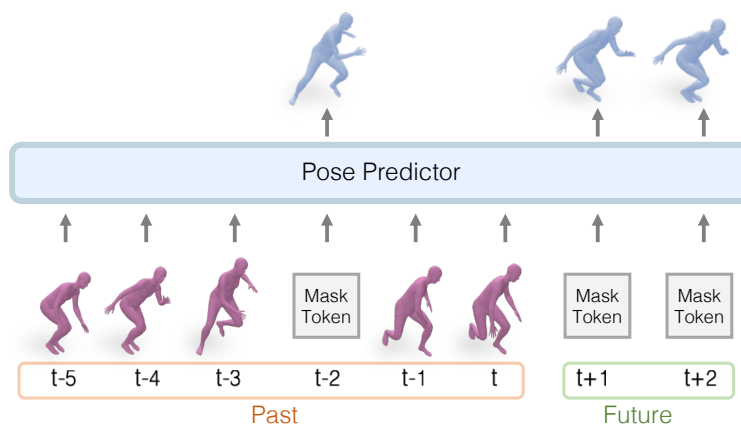 Pose Predictor
Mask
Token
Mask
Token
Mask
Token
t-5 t-4 t-3 t-2 t-1 t t+1 t+2
Past Future